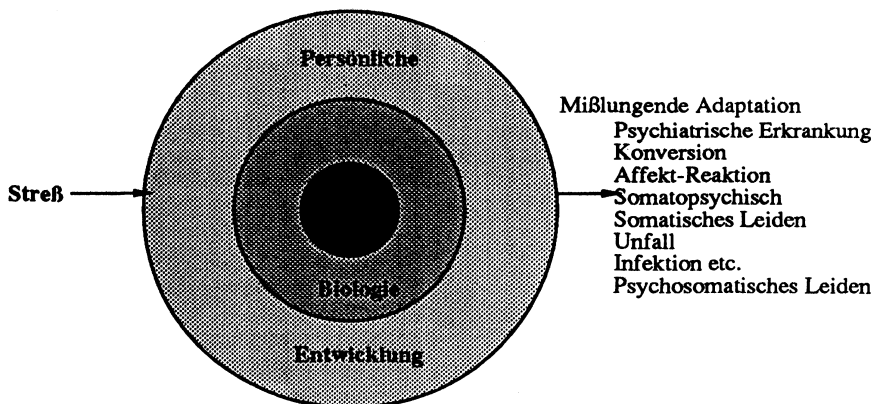 Persönliche
Biologie
Entwicklung
Streß
Mißlungende Adaptation
Psychiatrische Erkrankung
Konversion
Affekt-Reaktion
Somatopsychisch
Somatisches Leiden
Unfall
Infektion etc.
Psychosomatisches Leiden